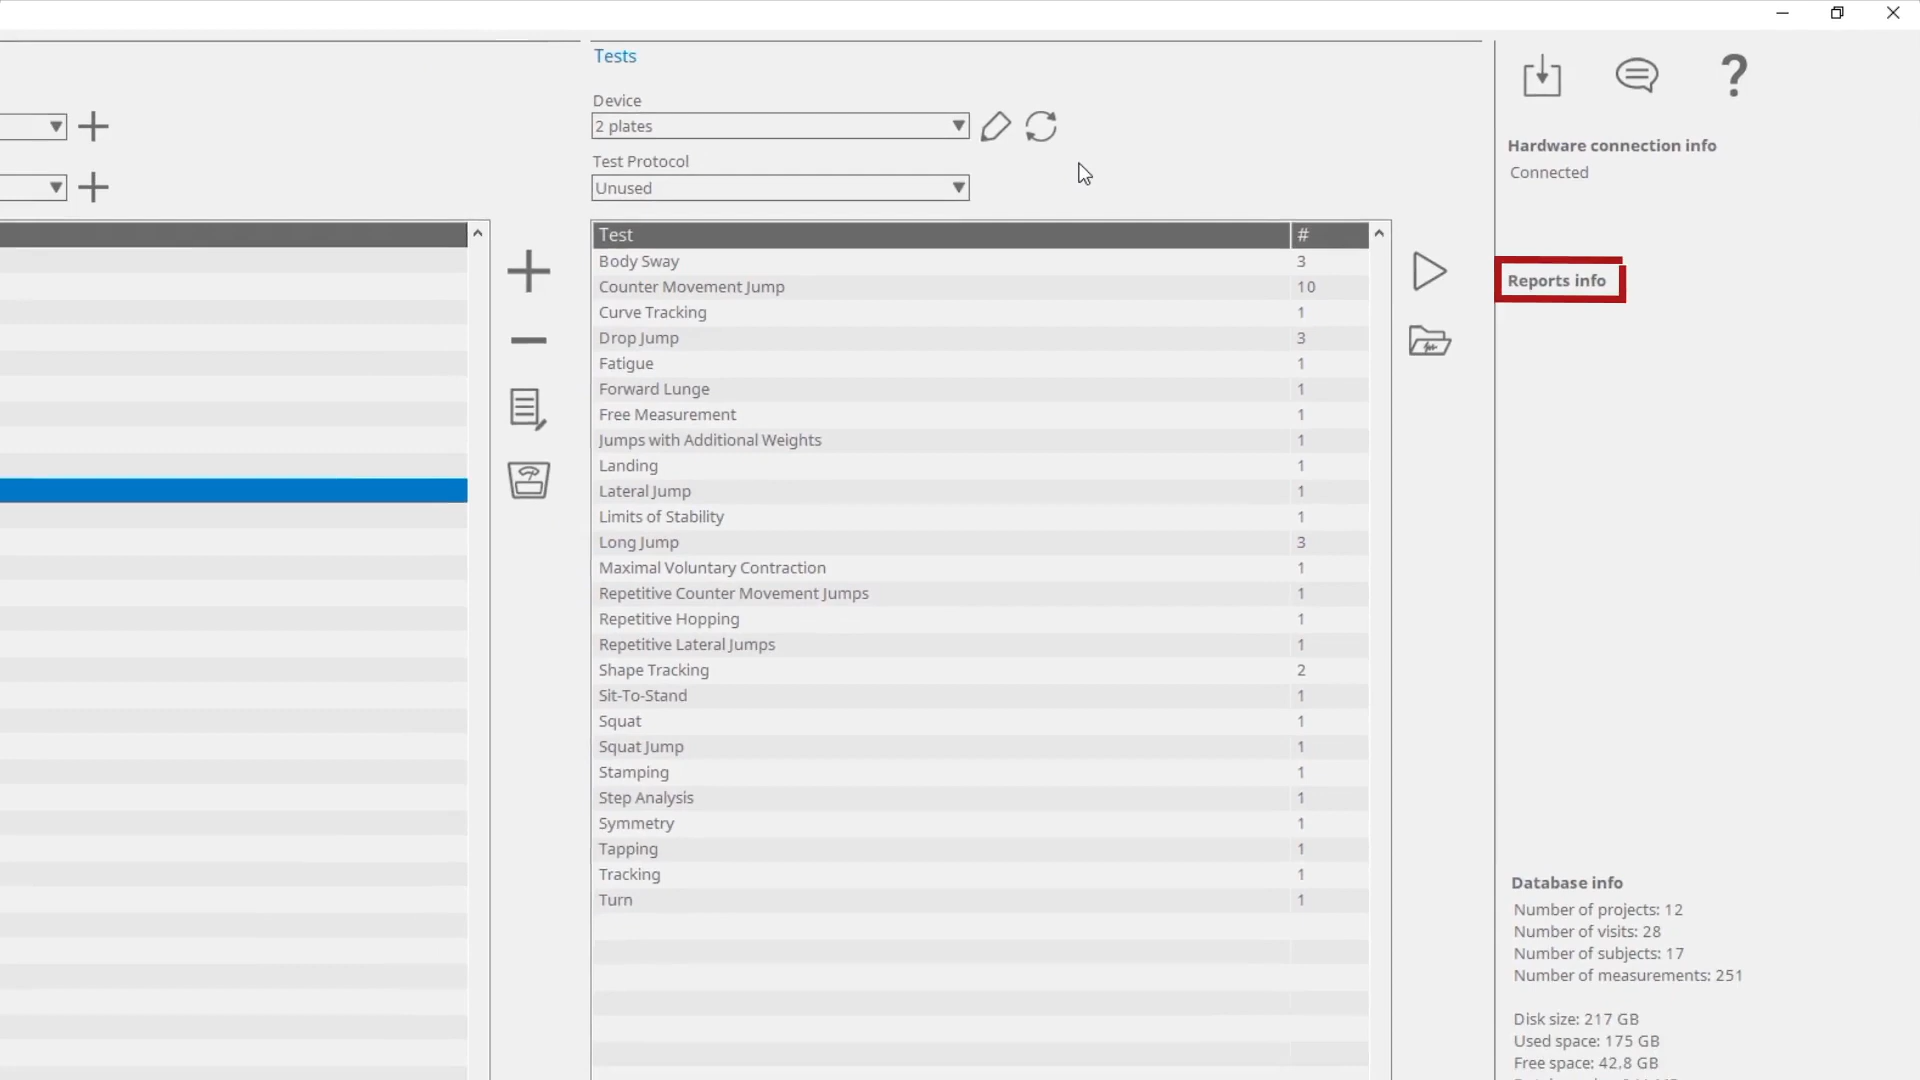 Tests
Device
2 plates
Test Protocol
Unused
Test #
Body Sway 3
Counter Movement Jump 10
Curve Tracking 1
Drop Jump 3
Fatigue 1
Forward Lunge 1
Free Measurement 1
Jumps with Additional Weights 1
Landing 1
Lateral Jump 1
Limits of Stability 1
Long Jump 3
Maximal Voluntary Contraction 1
Repetitive Counter Movement Jumps 1
Repetitive Hopping 1
Repetitive Lateral Jumps 1
Shape Tracking 2
Sit-To-Stand 1
Squat 1
Squat Jump 1
Stamping 1
Step Analysis 1
Symmetry 1
Tapping 1
Tracking 1
Turn 1
?
Hardware connection info
Connected
Reports info
Database info
Number of projects: 12
Number of visits: 28
Number of subjects: 17
Number of measurements: 251
Disk size: 217 GB
Used space: 175 GB
Free space: 42,8 GB